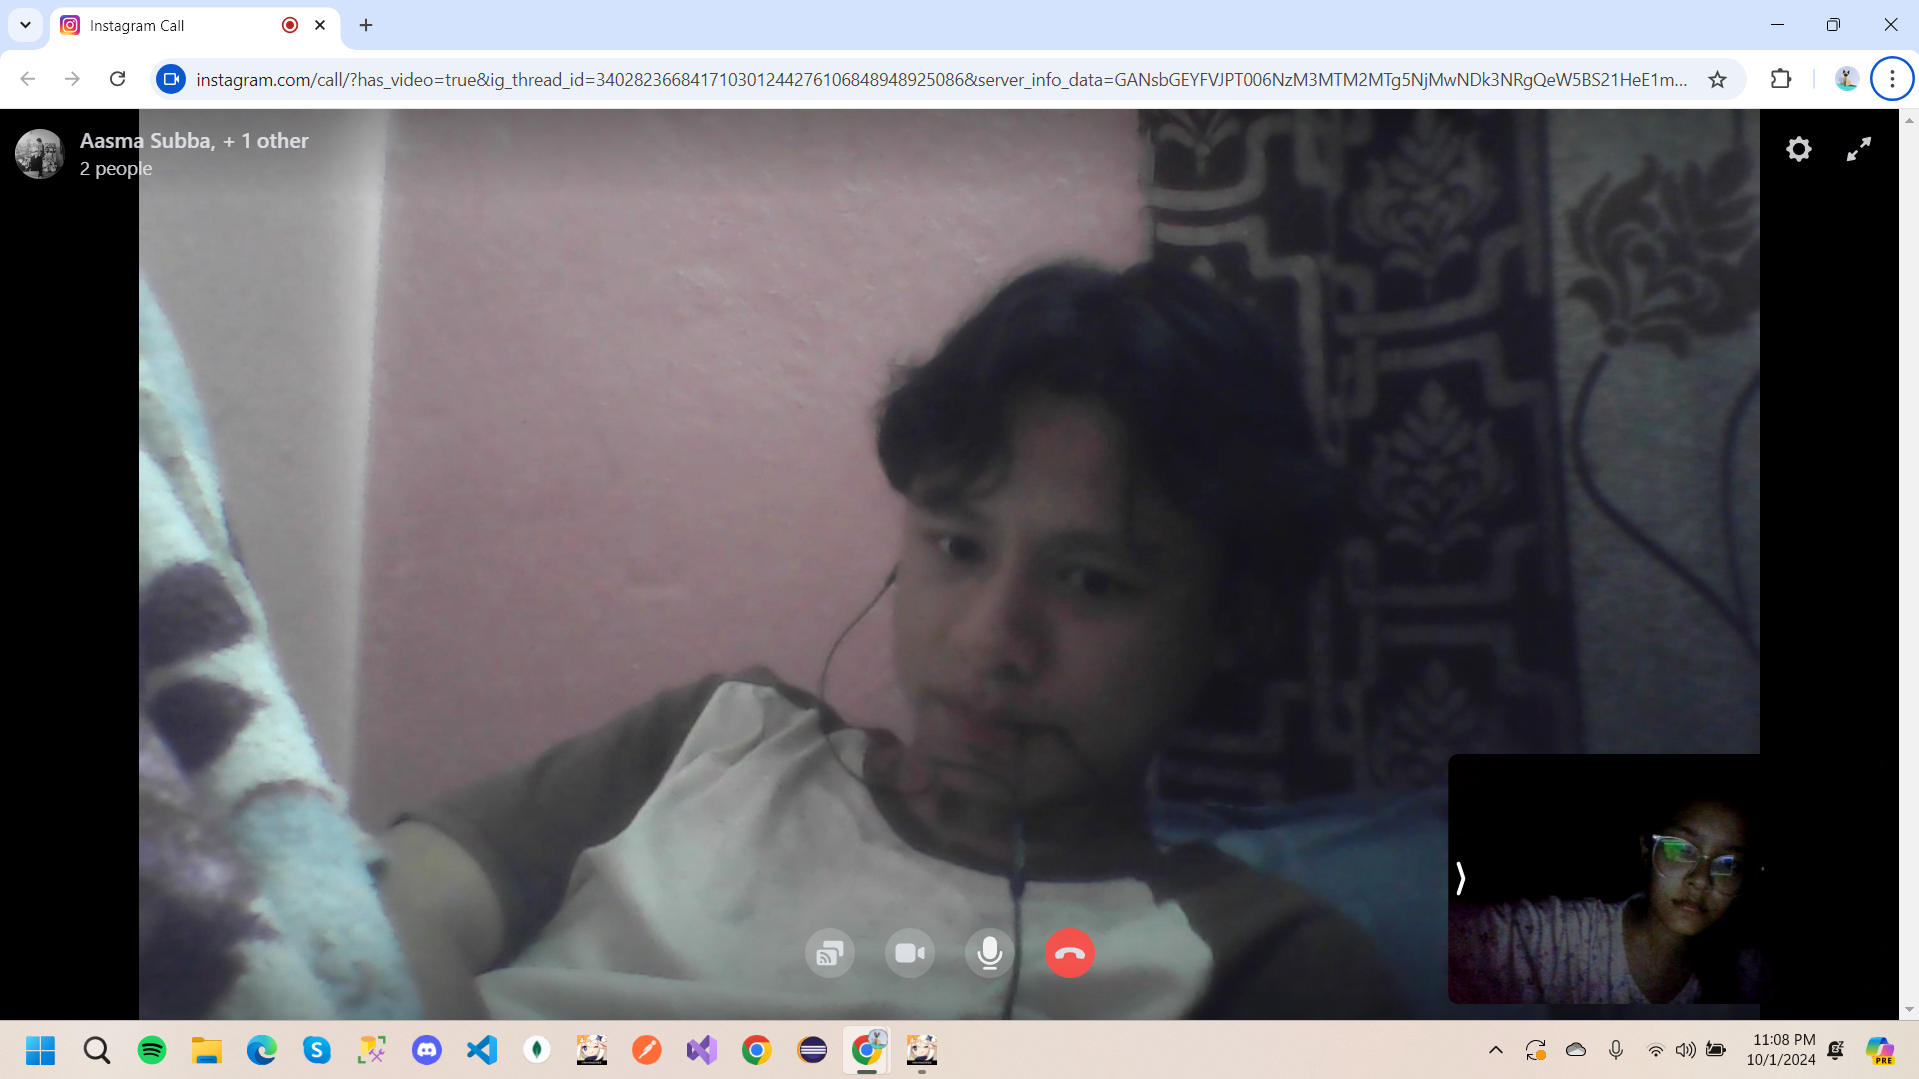 Instagram Call
instagram.com/call/?has_video=true&ig_thread_id=340282366841710301244276106848948925086&server_info_data=GANsbGEYFVJPT006NzM3MTM2MTg5NjMwNDk3NRgQeW5BS21HeE1m...
Aasma Subba, + 1 other
2 people
11:08 PM
10/1/2024
PRE